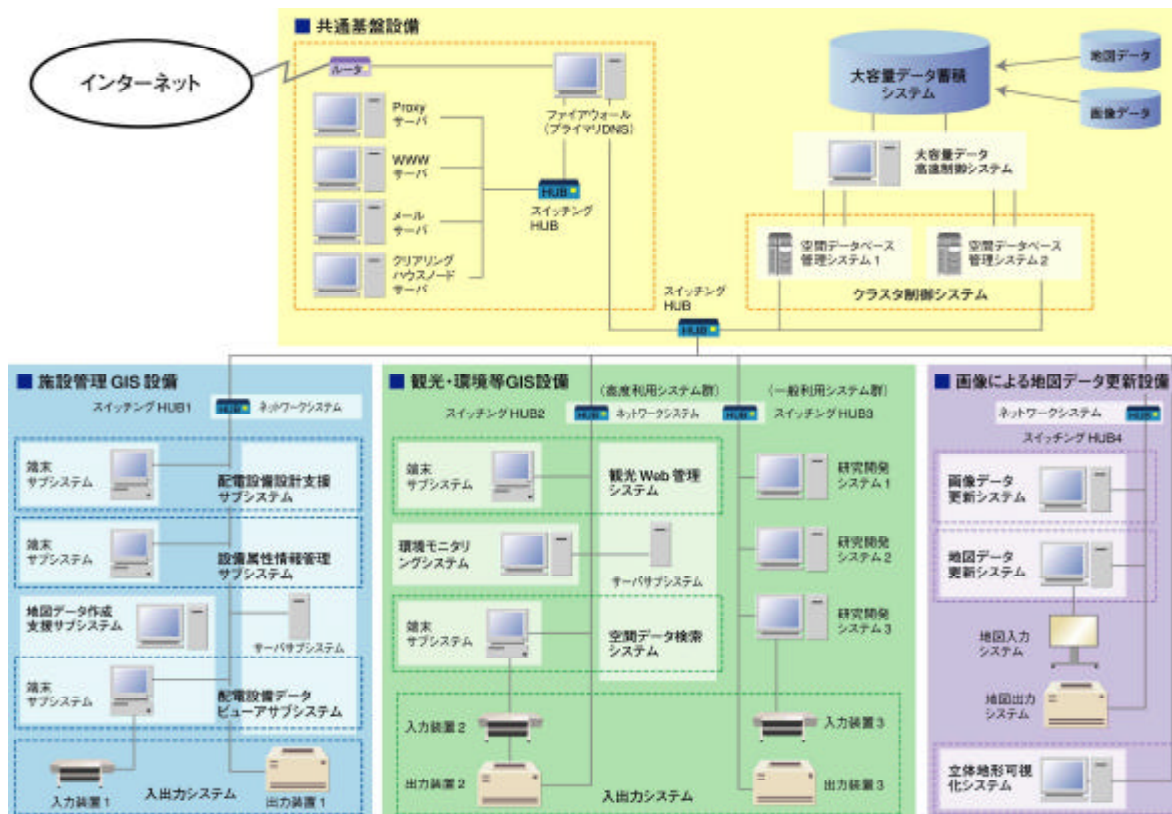 ■ 共通基盤設備
インターネット
ルータ
Proxy
サーバ
WWW
サーバ
メール
サーバ
クリアリング
ハウスノード
サーバ
ファイアウォール
(プライマリDNS)
HUB
スイッチング
HUB
大容量データ蓄積
システム
地図データ
画像データ
大容量データ
高速制御システム
空間データベース
管理システム1
空間データベース
管理システム2
クラスタ制御システム
スイッチング
HUB
HUB
■ 施設管理 GIS 設備
スイッチング HUB1
HUB
ネットワークシステム
端末
サブシステム
配電設備設計支援
サブシステム
端末
サブシステム
設備属性情報管理
サブシステム
地図データ作成
支援サブシステム
サーバサブシステム
端末
サブシステム
配電設備データ
ビューアサブシステム
入力装置1
入出力システム
出力装置1
■ 観光・環境等GIS設備
(高度利用システム群)
(一般利用システム群)
スイッチング HUB2
HUB
ネットワークシステム
HUB
スイッチング HUB3
端末
サブシステム
観光 Web 管理
システム
環境モニタリ
ングシステム
サーバサブシステム
端末
サブシステム
空間データ検索
システム
研究開発
システム1
研究開発
システム2
研究開発
システム3
入力装置2
入力装置3
出力装置2
出力装置3
入出力システム
■ 画像による地図データ更新設備
ネットワークシステム
HUB
スイッチング HUB4
画像データ
更新システム
地図データ
更新システム
地図入力
システム
地図出力
システム
立体地形可視
化システム